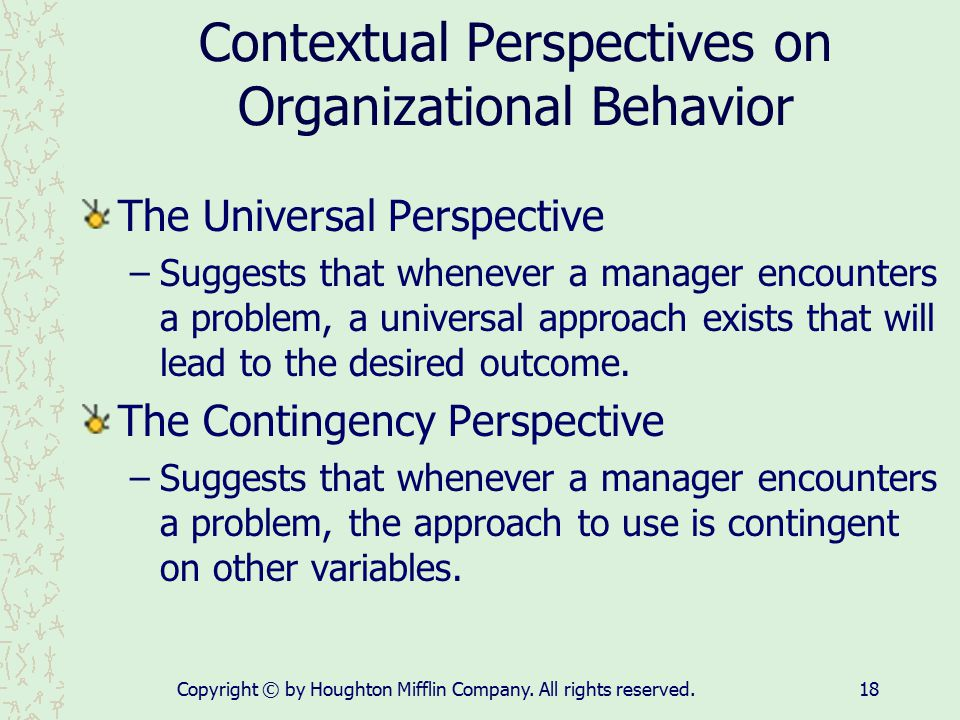 Contextual Perspectives on
Organizational Behavior
The Universal Perspective
– Suggests that whenever a manager encounters
a problem, a universal approach exists that will
lead to the desired outcome.
The Contingency Perspective
– Suggests that whenever a manager encounters
a problem, the approach to use is contingent
on other variables.
Copyright © by Houghton Mifflin Company. All rights reserved. 18